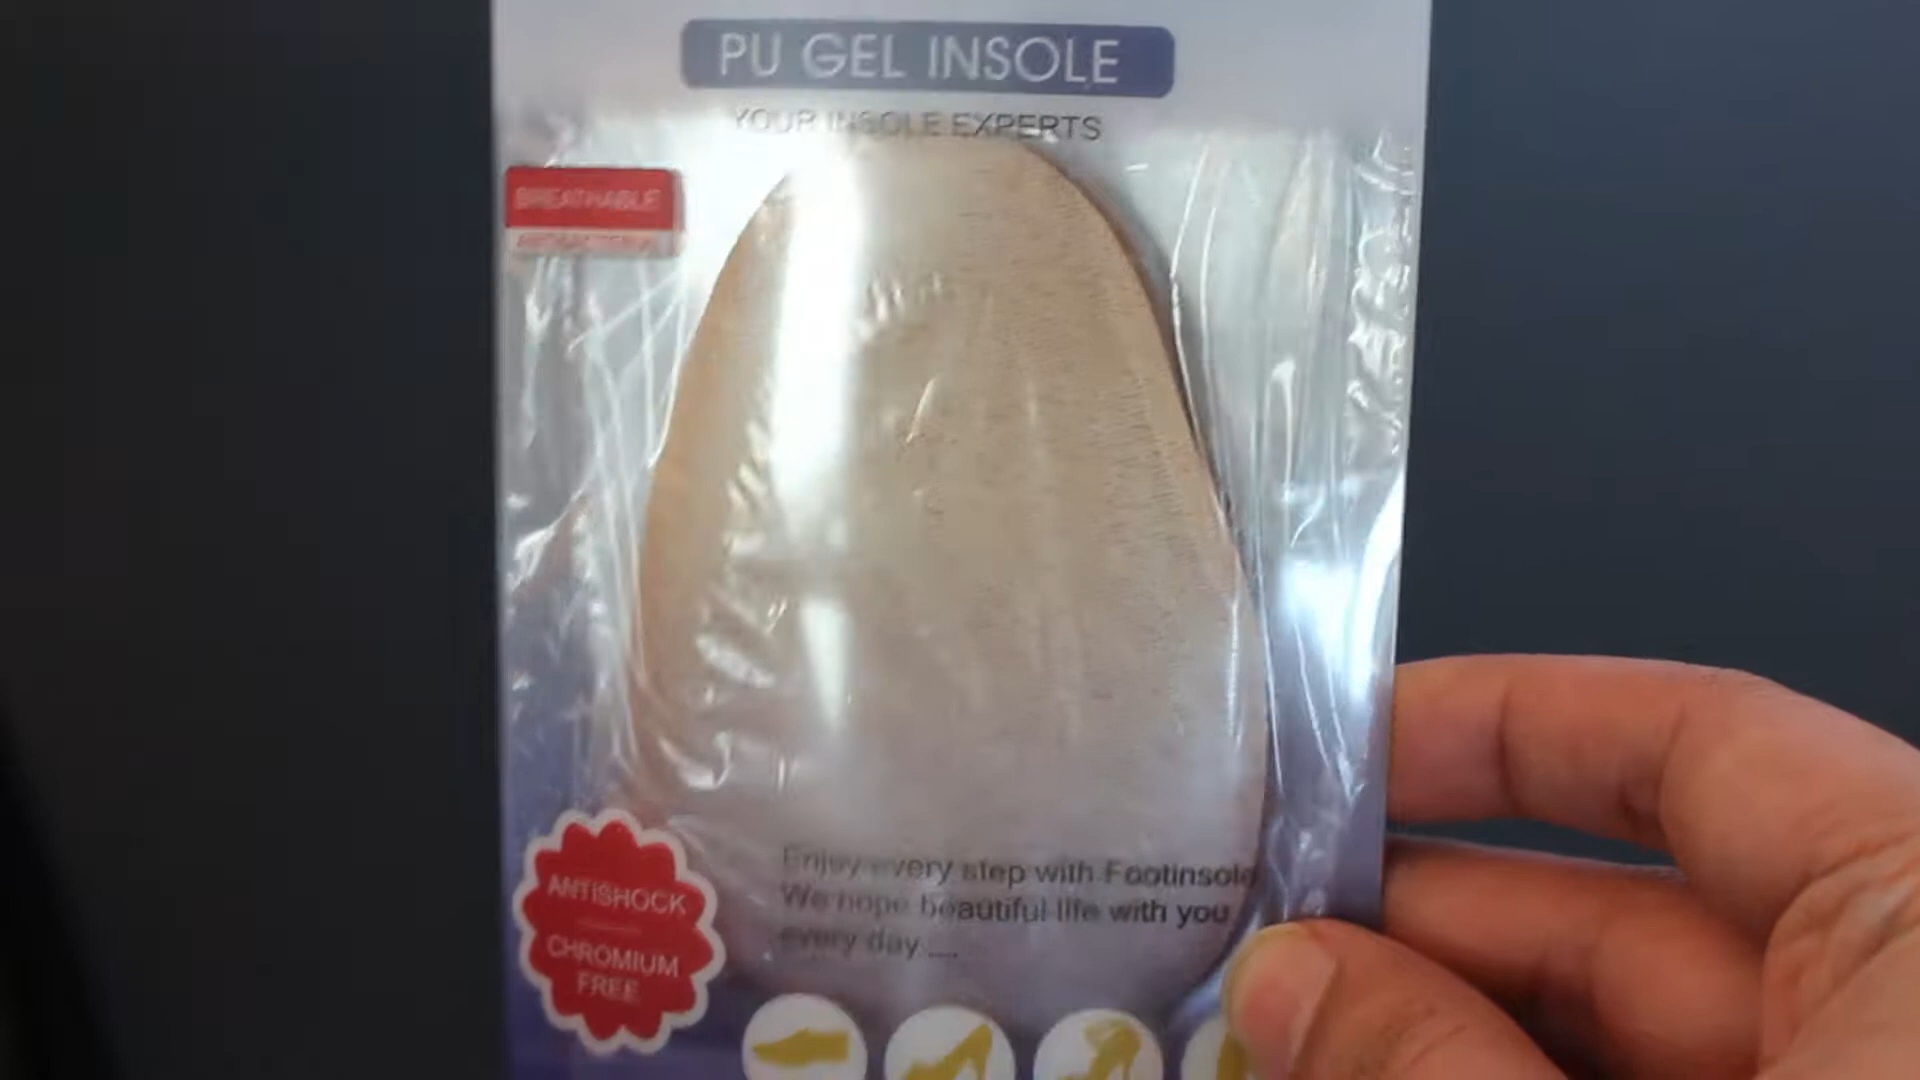 PU GEL INSOLE
YOUR INSOLE EXPERTS
BREATHABLE
ANTIBACTERIAL
Enjoy every step with Footinsole
We hope beautiful life with you
every day ....
ANTISHOCK
CHROMIUM
FREE